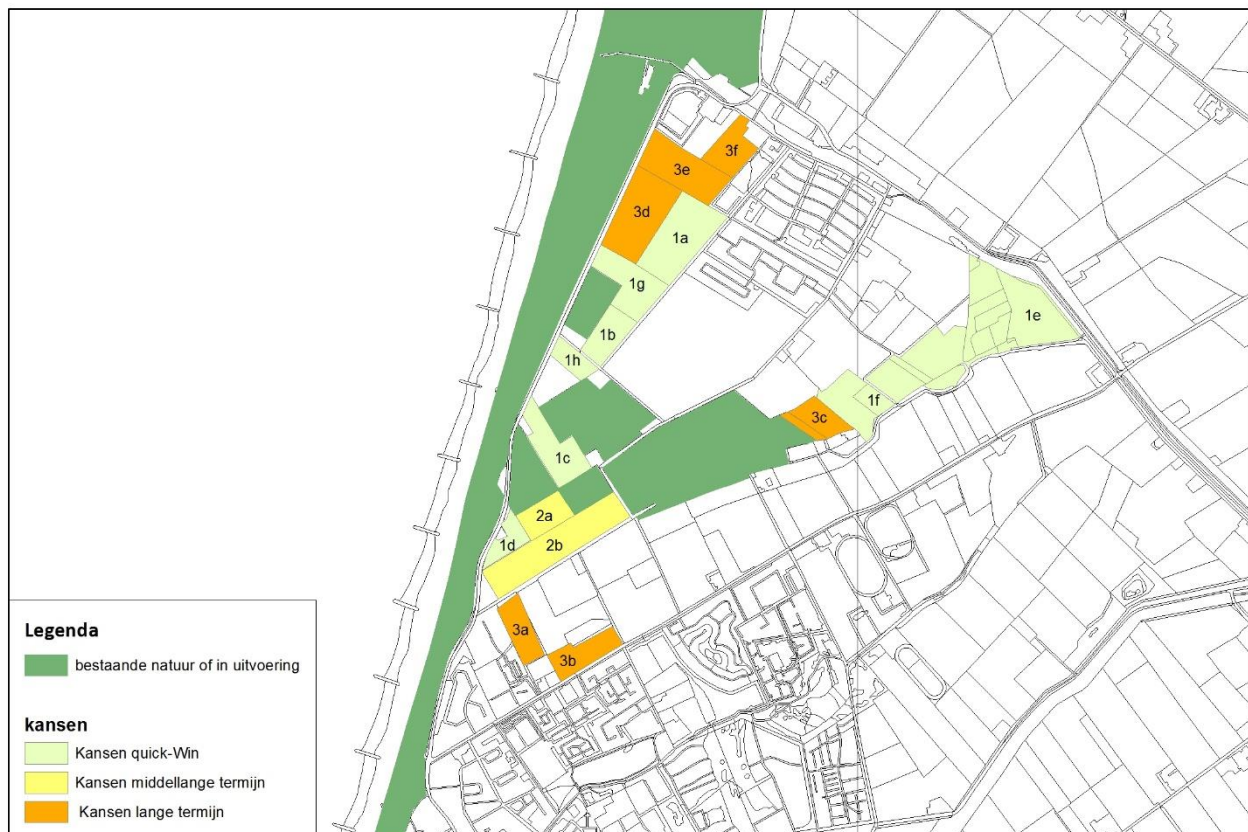 3f
3e
3d
1a
1g
1e
1b
1h
1f
3c
1c
2a
1d
2b
3a
3b
Legenda
bestaande natuur of in uitvoering
kansen
Kansen quick-Win
Kansen middellange termijn
Kansen lange termijn